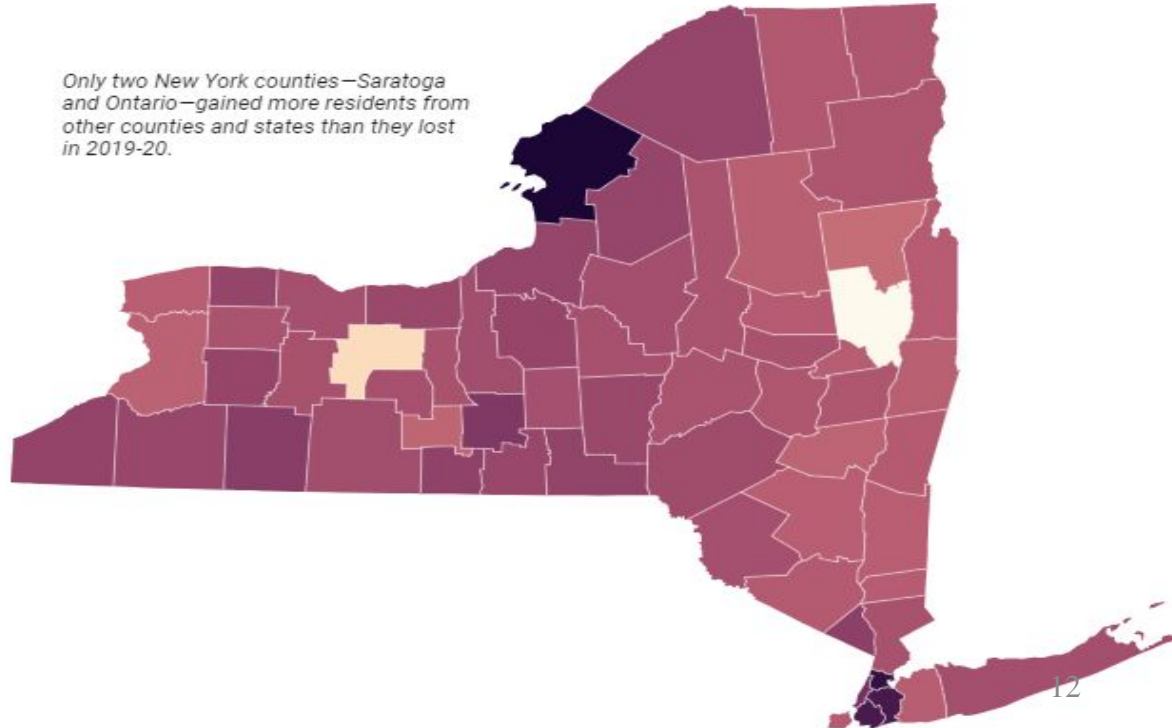 Only two New York counties—Saratoga
and Ontario—gained more residents from
other counties and states than they lost
in 2019-20.
12